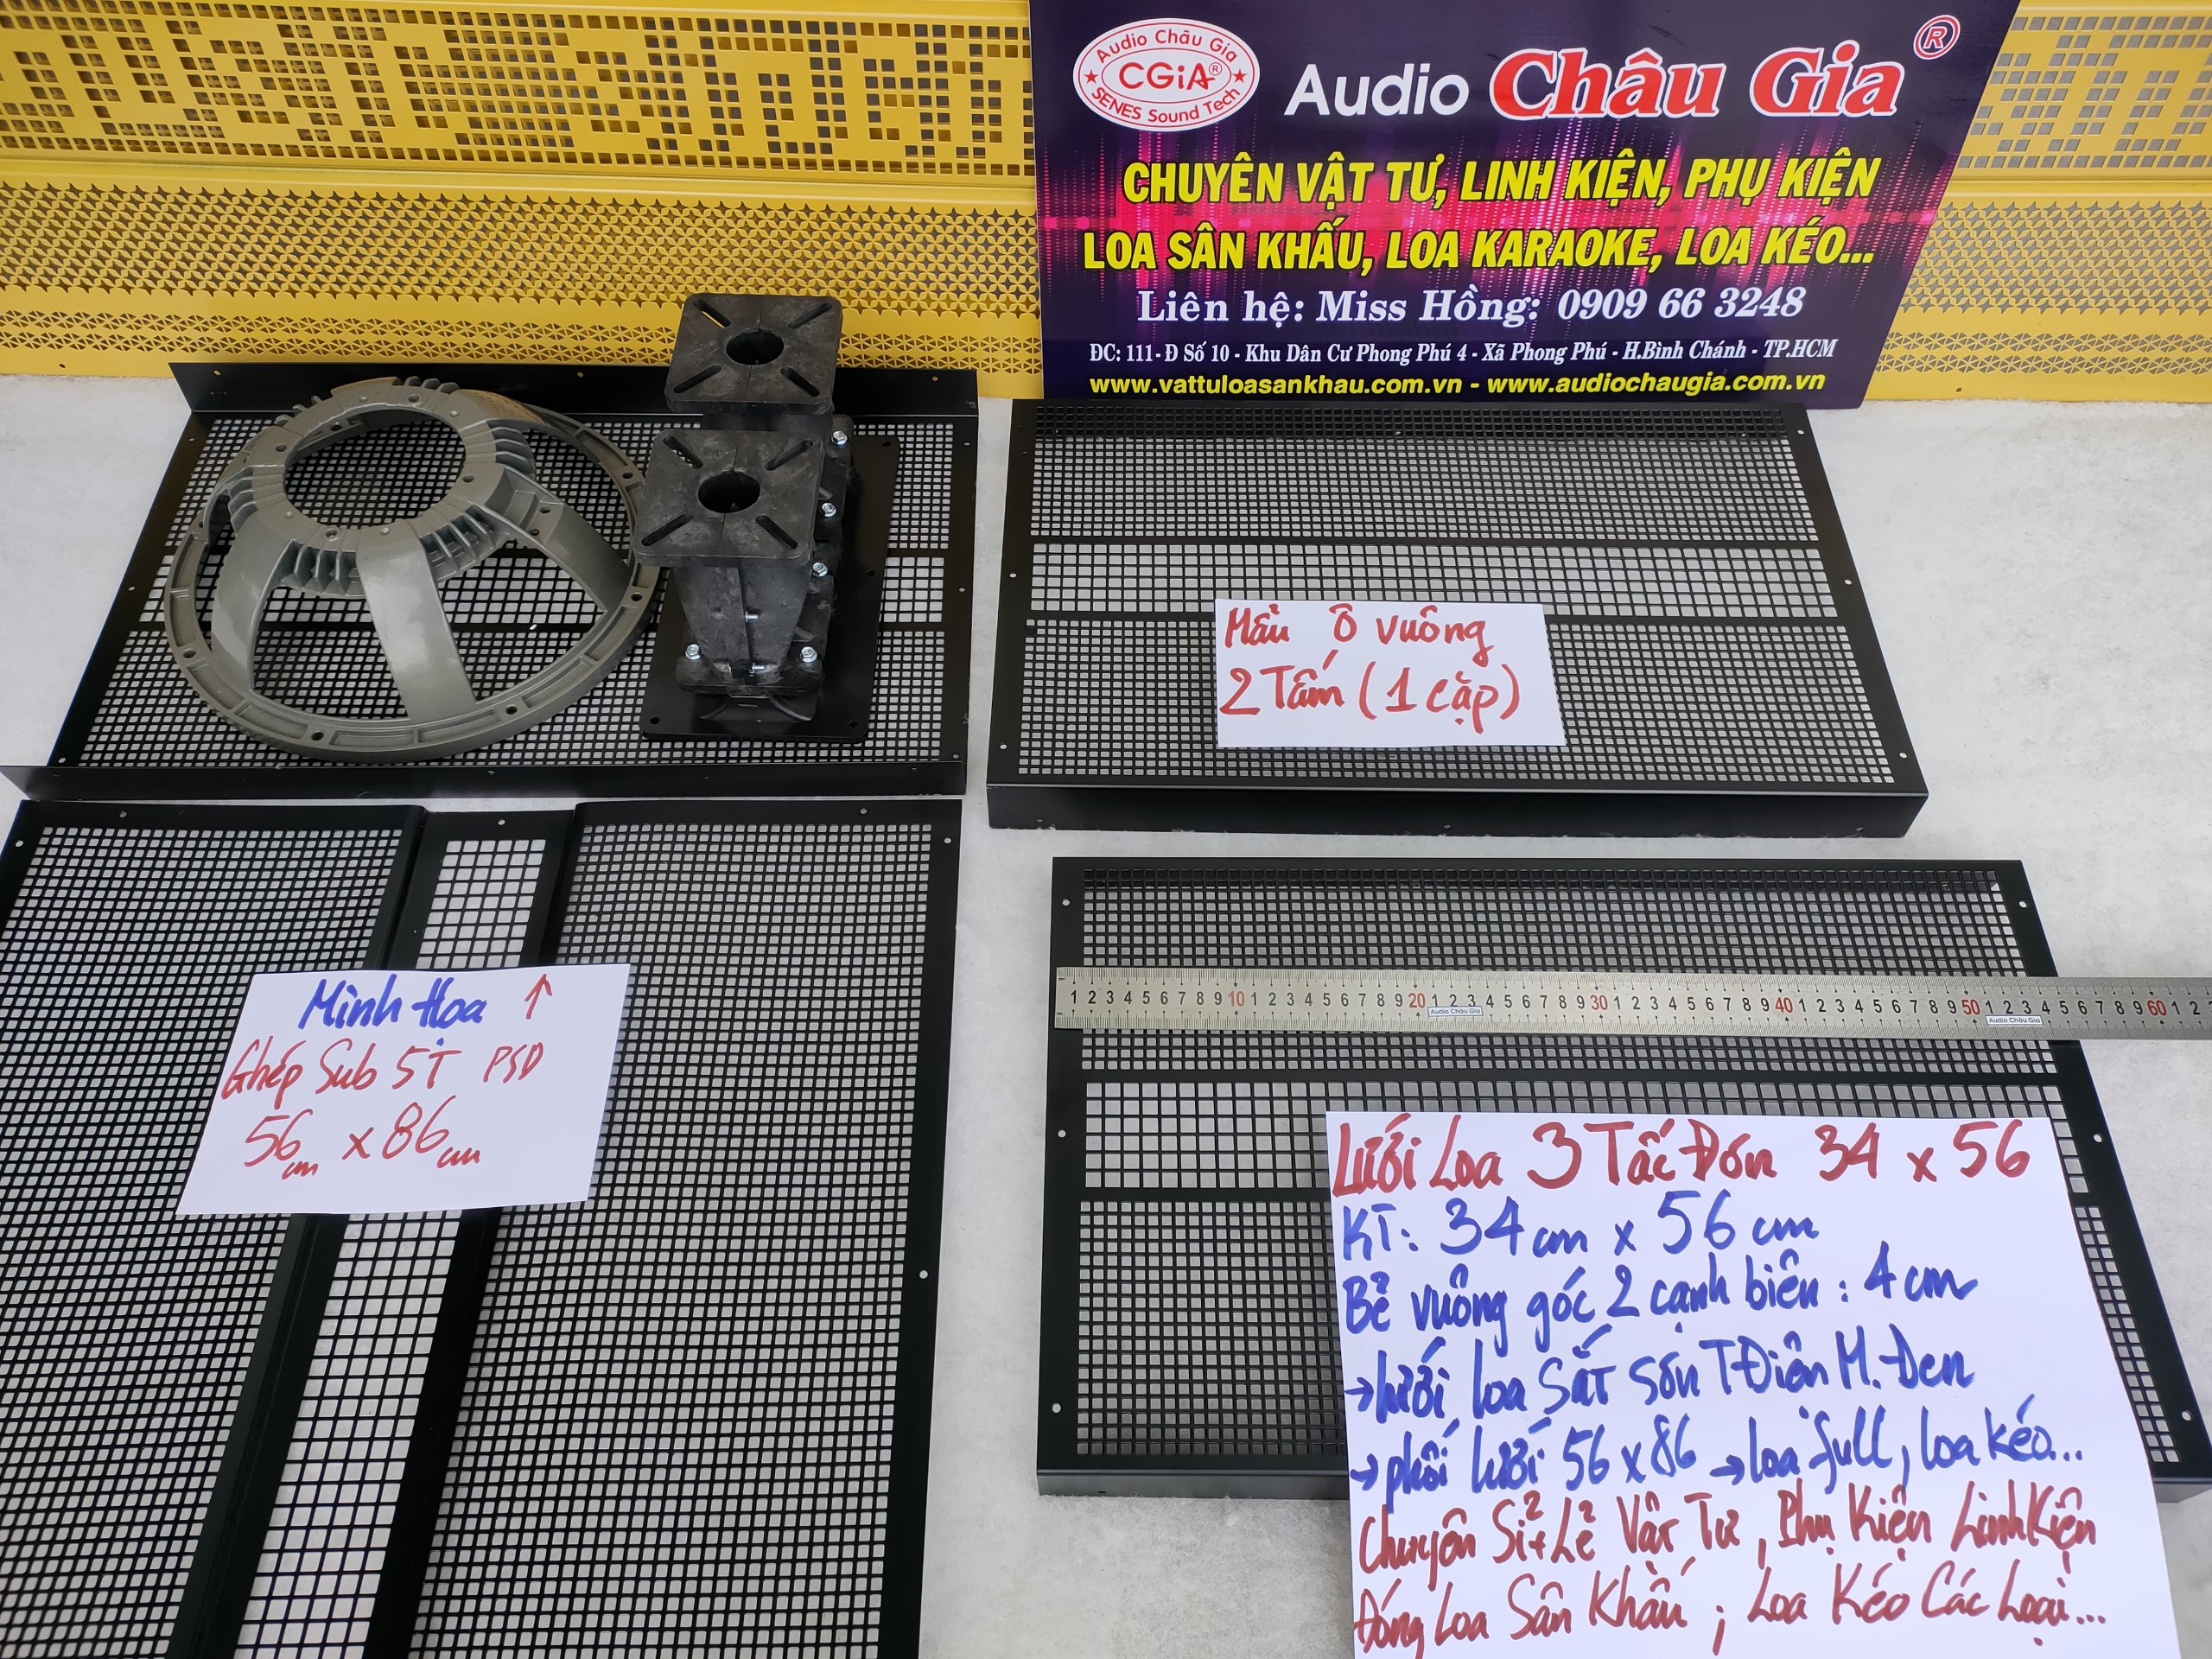 Audio Châu Gia
CGiA®
SENES Sound Tech
Audio Châu Gia ®
CHUYÊN VẬT TƯ, LINH KIỆN, PHỤ KIỆN
LOA SÂN KHẤU, LOA KARAOKE, LOA KÉO...
Liên hệ: Miss Hồng: 0909 66 3248
ĐC: 111- Đ Số 10 - Khu Dân Cư Phong Phú 4 - Xã Phong Phú - H.Bình Chánh - TP.HCM
www.vattuloasankhau.com.vn - www.audiochaugia.com.vn
Mẫu Ô vuông
2 Tấm (1 cặp)
Minh Họa ↑
Ghép Sub 5T PSD
56cm x 86cm
1 2 3 4 5 6 7 8 9 10 1 2 3 4 5 6 7 8 9 20 1 2 3 4 5 6 7 8 9 30 1 2 3 4 5 6 7 8 9 40 1 2 3 4 5 6 7 8 9 50 1 2 3 4 5 6 7 8 9 60 1 2
Audio Châu Gia
Audio Châu Gia
Lưới Loa 3 Tấc Đơn 34 x 56
KT: 34cm x 56cm
Bẻ vuông góc 2 cạnh biên : 4cm
→ lưới loa Sắt sơn TĐiện M. Đen
→ phối lưới 56 x 86 → loa full, loa kéo...
Chuyên Sỉ + Lẻ Vật Tư, Phụ Kiện Linh Kiện
Đóng Loa Sân Khấu ; Loa Kéo Các Loại...